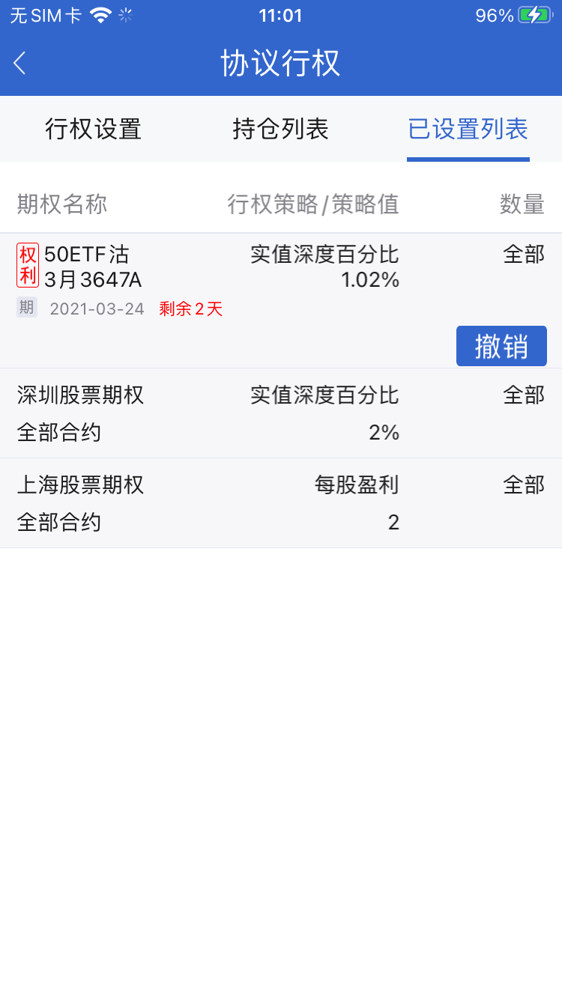 无SIM卡 11:01 96%
协议行权
行权设置 持仓列表 已设置列表
期权名称 行权策略/策略值 数量
权利 50ETF沽 实值深度百分比 全部
3月3647A 1.02%
期 2021-03-24 剩余2天
撤销
深圳股票期权 实值深度百分比 全部
全部合约 2%
上海股票期权 每股盈利 全部
全部合约 2